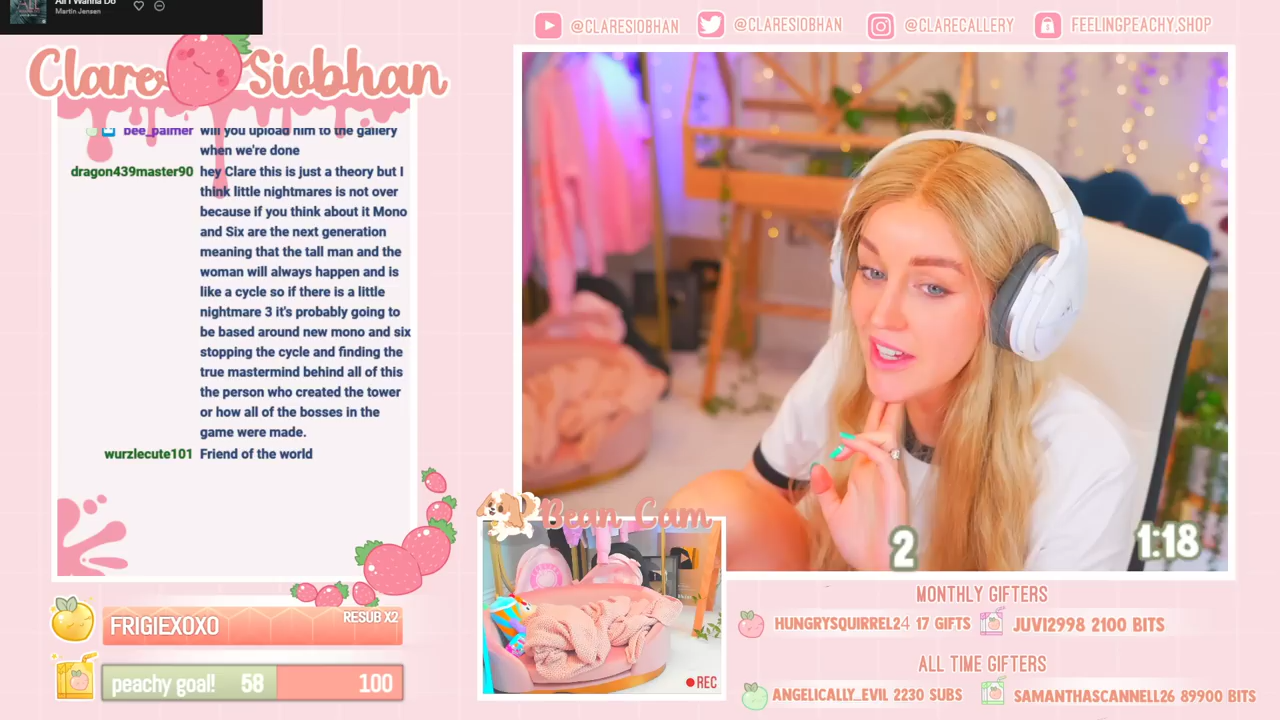 All I Wanna Do
Martin Jensen
@CLARESIOBHAN
@CLARESIOBHAN
@CLARECALLERY
FEELINGPEACHY.SHOP
Clare Siobhan
bee_palmer will you upload him to the gallery
when we're done
dragon439master90 hey Clare this is just a theory but I
think little nightmares is not over
because if you think about it Mono
and Six are the next generation
meaning that the tall man and the
woman will always happen and is
like a cycle so if there is a little
nightmare 3 it's probably going to
be based around new mono and six
stopping the cycle and finding the
true mastermind behind all of this
the person who created the tower
or how all of the bosses in the
game were made.
wurzlecute101 Friend of the world
Bean Cam
2
1:18
REC
FRIGIEXOXO
RESUB X2
peachy goal! 58 100
MONTHLY GIFTERS
HUNGRYSQUIRREL24 17 GIFTS
JUVI2998 2100 BITS
ALL TIME GIFTERS
ANGELICALLY_EVIL 2230 SUBS
SAMANTHASCANNELL26 89900 BITS